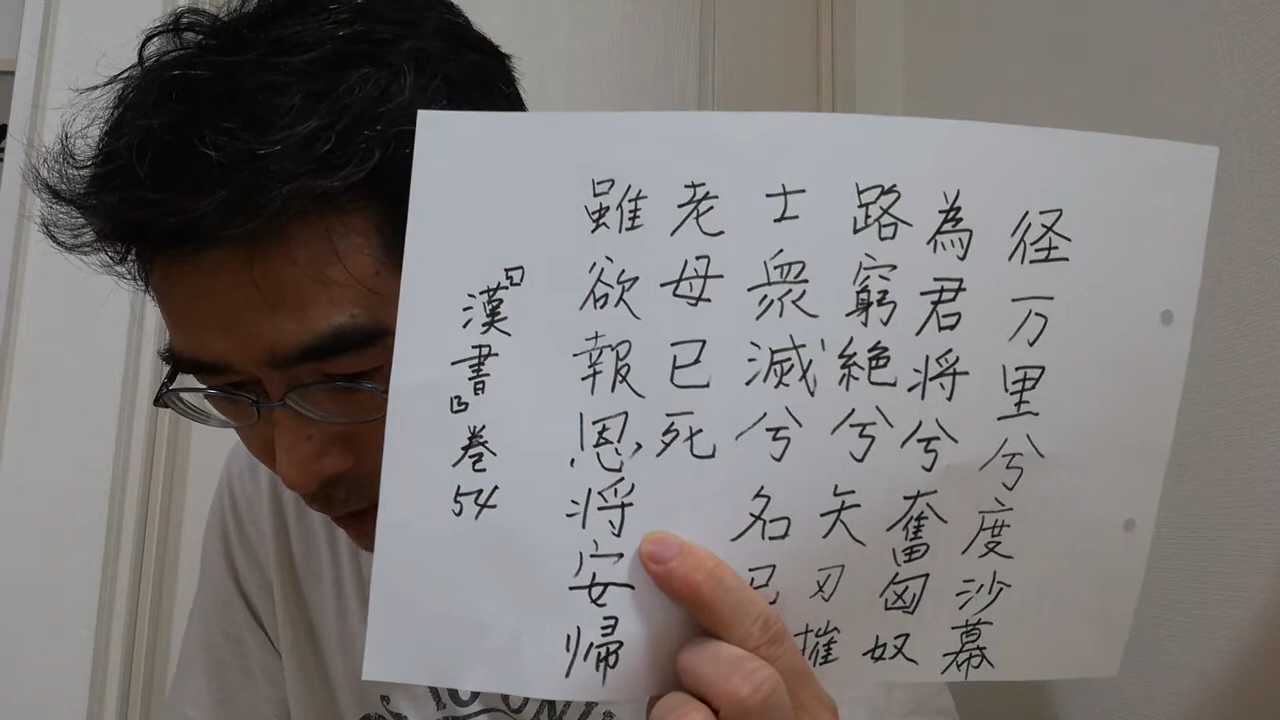 径万里兮度沙幕
為君将兮奮匈奴
路窮絶兮矢刃摧
士衆滅兮名已
老母已死
雖欲報恩将安帰
『漢書』巻54